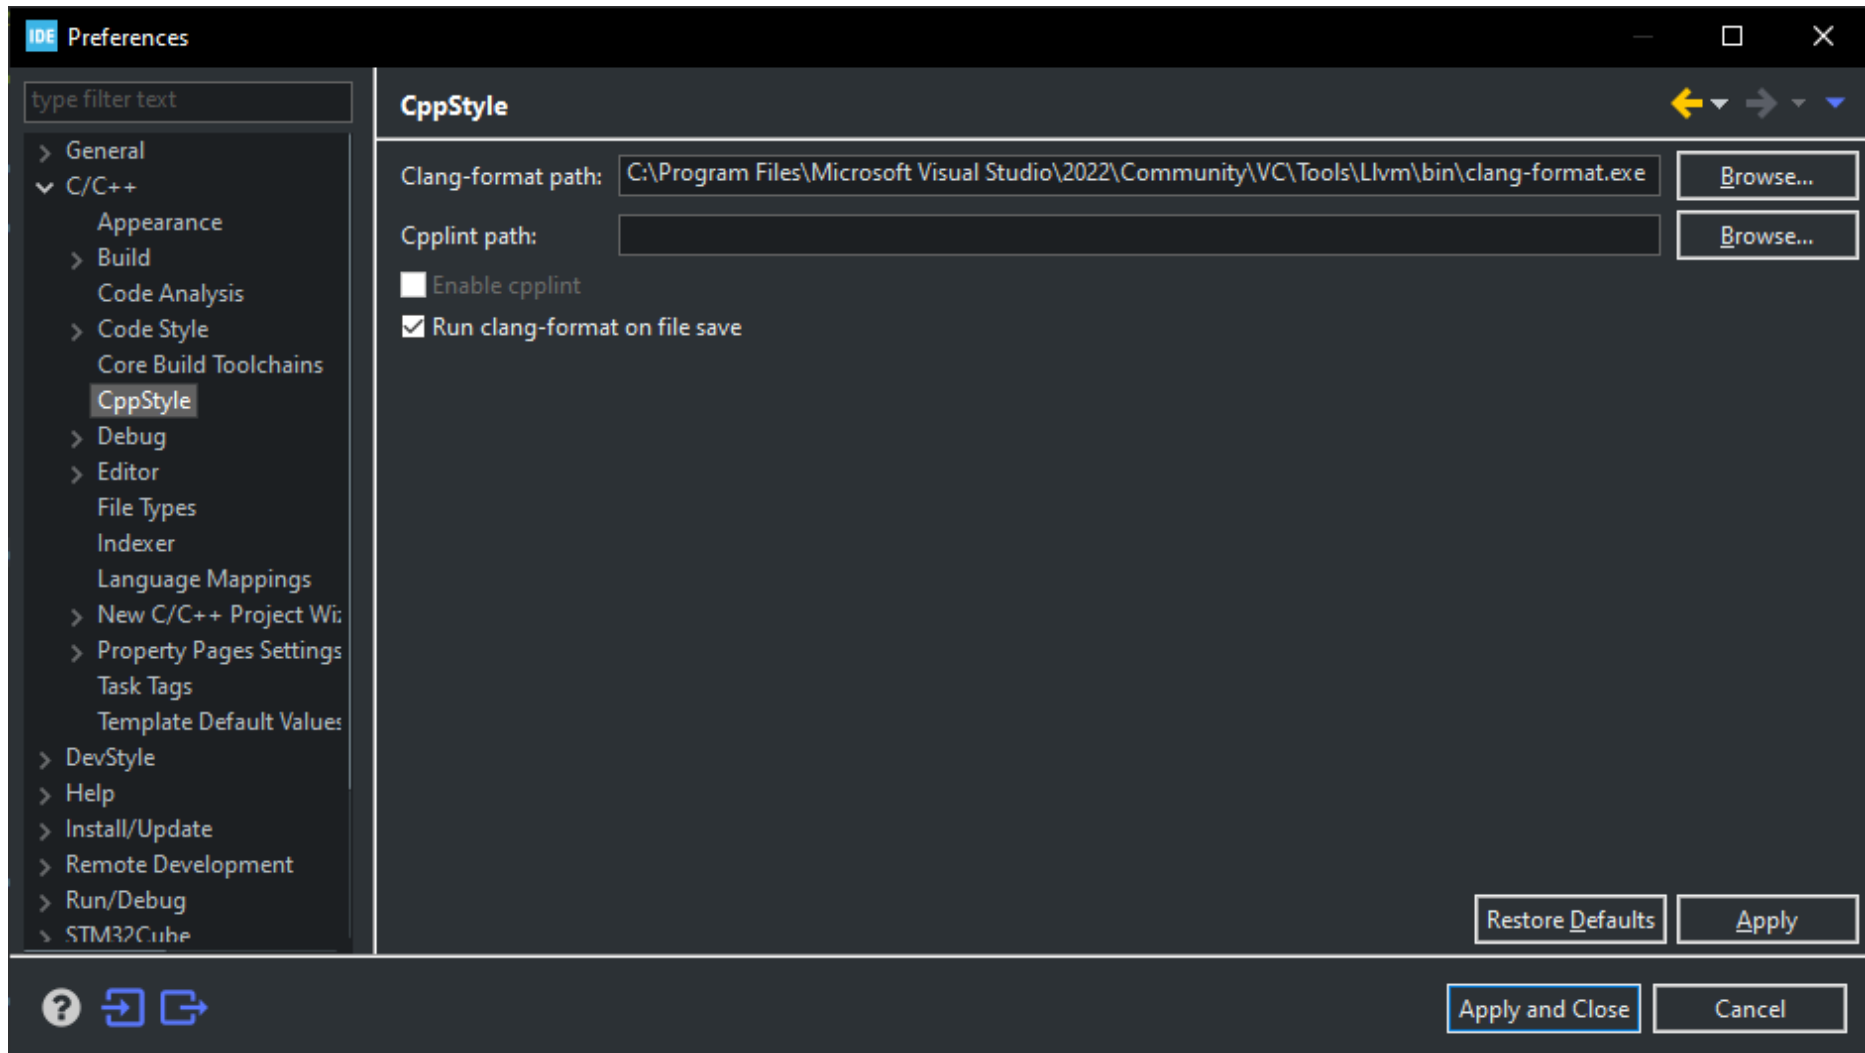 IDE Preferences
type filter text
General
C/C++
Appearance
Build
Code Analysis
Code Style
Core Build Toolchains
CppStyle
Debug
Editor
File Types
Indexer
Language Mappings
New C/C++ Project Wi
Property Pages Settings
Task Tags
Template Default Values
DevStyle
Help
Install/Update
Remote Development
Run/Debug
STM32Cube
CppStyle
Clang-format path: C:\Program Files\Microsoft Visual Studio\2022\Community\VC\Tools\Llvm\bin\clang-format.exe Browse...
Cpplint path: Browse...
Enable cpplint
Run clang-format on file save
Restore Defaults Apply
Apply and Close Cancel